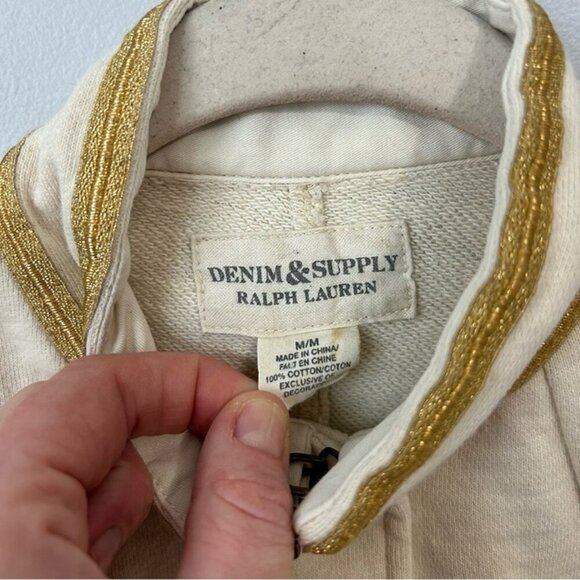 DENIM & SUPPLY
RALPH LAUREN
M/M
MADE IN CHINA/
FAIT EN CHINE
100% COTTON/COTON
EXCLUSIVE OF
DECORATION